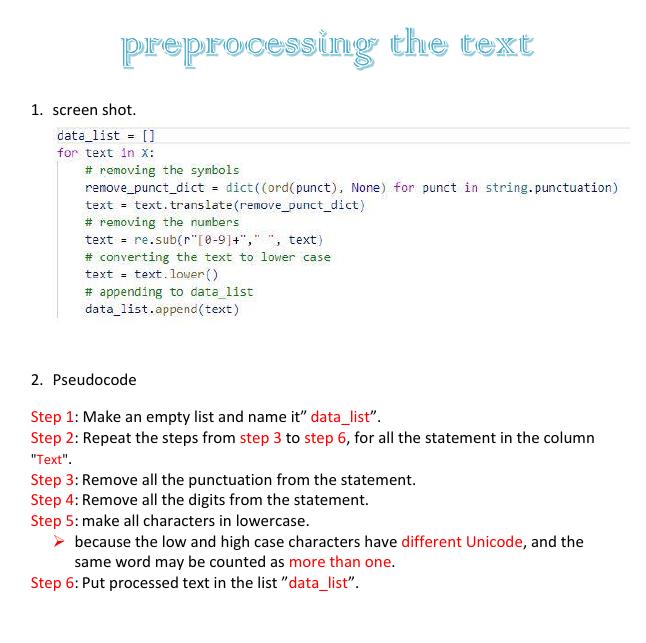 preprocessing the text
1. screen shot.
data_list = []
for text in X:
    # removing the symbols
    remove_punct_dict = dict((ord(punct), None) for punct in string.punctuation)
    text = text.translate(remove_punct_dict)
    # removing the numbers
    text = re.sub(r"[0-9]+"," ", text)
    # converting the text to lower case
    text = text.lower()
    # appending to data_list
    data_list.append(text)
2. Pseudocode
Step 1: Make an empty list and name it” data_list”.
Step 2: Repeat the steps from step 3 to step 6, for all the statement in the column
"Text".
Step 3: Remove all the punctuation from the statement.
Step 4: Remove all the digits from the statement.
Step 5: make all characters in lowercase.
➢ because the low and high case characters have different Unicode, and the
same word may be counted as more than one.
Step 6: Put processed text in the list ”data_list”.